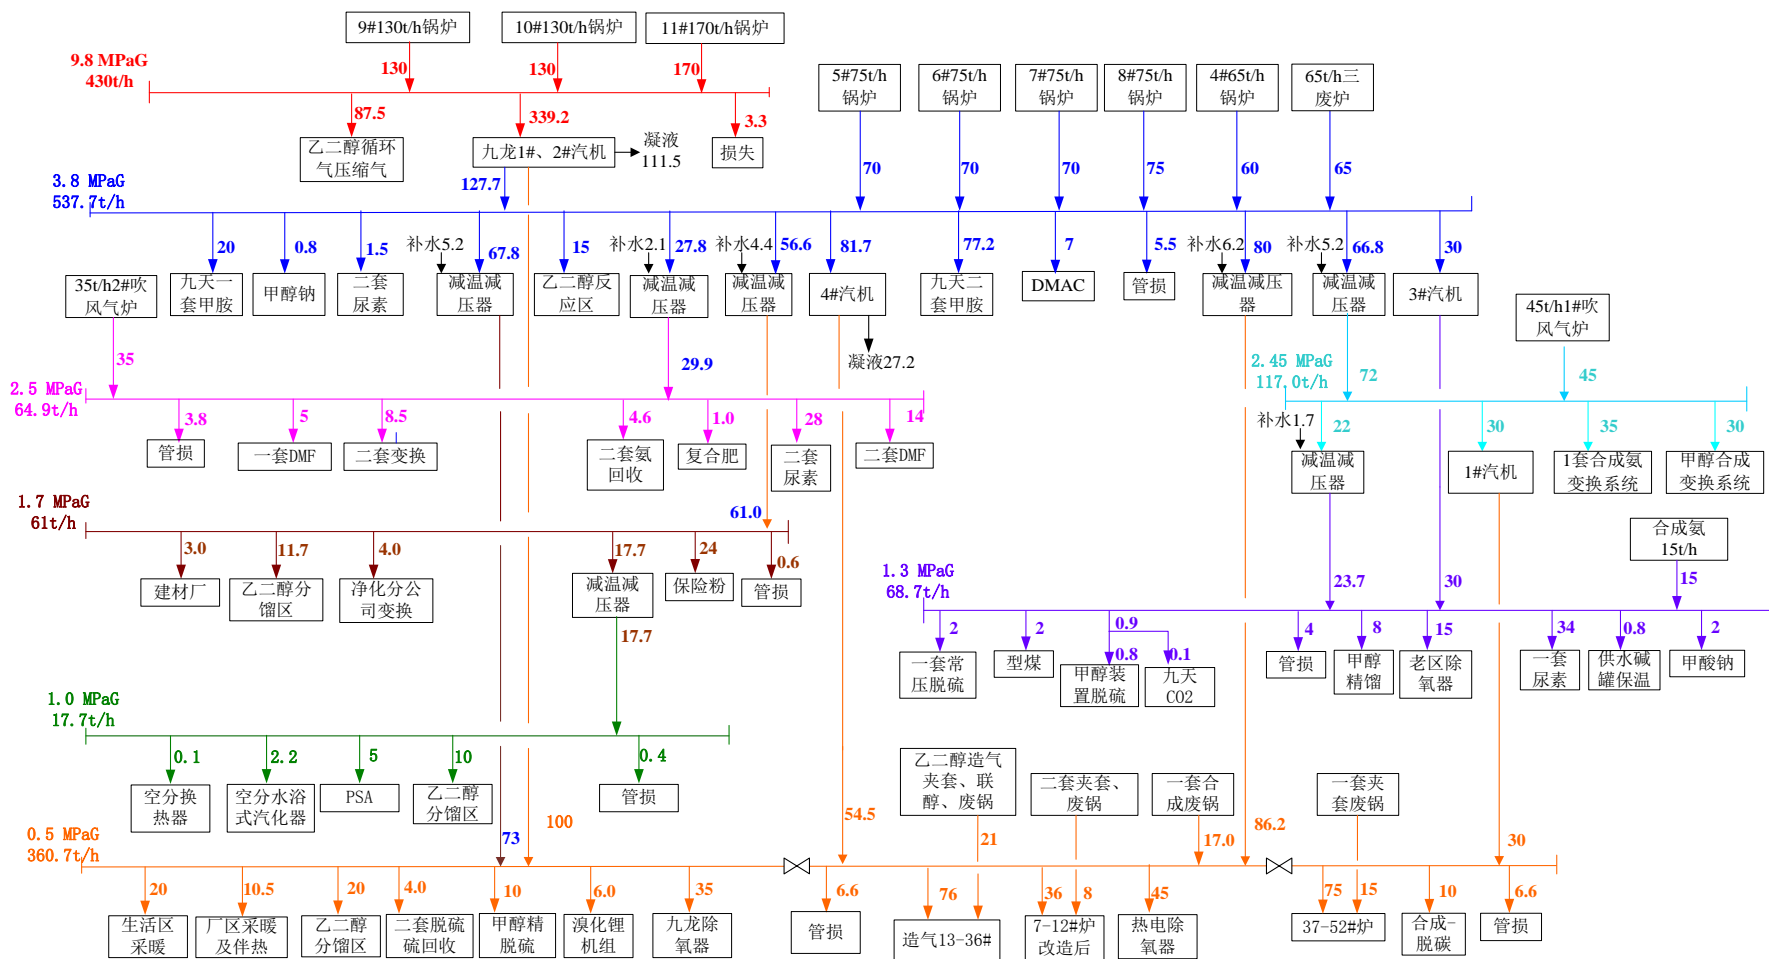 9#130t/h锅炉
10#130t/h锅炉
11#170t/h锅炉
9.8 MPaG
430t/h
130
130
170
87.5
339.2
3.3
乙二醇循环
气压缩气
九龙1#、2#汽机
凝液
111.5
损失
5#75t/h
锅炉
6#75t/h
锅炉
7#75t/h
锅炉
8#75t/h
锅炉
4#65t/h
锅炉
65t/h三
废炉
70
70
70
75
60
65
3.8 MPaG
537.7t/h
127.7
20
0.8
1.5
补水5.2
67.8
15
补水2.1
27.8
补水4.4
56.6
81.7
77.2
7
5.5
补水6.2
80
补水5.2
66.8
30
35t/h2#吹
风气炉
九天一
套甲胺
甲醇钠
二套
尿素
减温减
压器
乙二醇反
应区
减温减
压器
减温减
压器
4#汽机
九天二
套甲胺
DMAC
管损
减温减压
器
减温减
压器
3#汽机
45t/h1#吹
风气炉
凝液27.2
35
29.9
2.5 MPaG
64.9t/h
2.45 MPaG
117.0t/h
72
45
3.8
5
8.5
4.6
1.0
28
14
管损
一套DMF
二套变换
二套氨
回收
复合肥
二套
尿素
二套DMF
补水1.7
22
30
35
30
减温减
压器
1#汽机
1套合成氨
变换系统
甲醇合成
变换系统
1.7 MPaG
61t/h
61.0
3.0
11.7
4.0
17.7
24
0.6
建材厂
乙二醇分
馏区
净化分公
司变换
减温减
压器
保险粉
管损
合成氨
15t/h
1.3 MPaG
68.7t/h
23.7
30
15
2
2
0.9
0.8
0.1
4
8
15
34
0.8
2
一套常
压脱硫
型煤
甲醇装
置脱硫
九天
CO2
管损
甲醇
精馏
老区除
氧器
一套
尿素
供水碱
罐保温
甲酸钠
17.7
1.0 MPaG
17.7t/h
0.1
2.2
5
10
0.4
空分换
热器
空分水浴
式汽化器
PSA
乙二醇
分馏区
管损
乙二醇造气
夹套、联
醇、废锅
二套夹套、
废锅
一套合
成废锅
一套夹
套废锅
0.5 MPaG
360.7t/h
73
100
54.5
21
17.0
86.2
30
20
10.5
20
4.0
10
6.0
35
6.6
76
36
8
45
75
15
10
6.6
生活区
采暖
厂区采暖
及伴热
乙二醇
分馏区
二套脱硫
硫回收
甲醇精
脱硫
溴化锂
机组
九龙除
氧器
管损
造气13-36#
7-12#炉
改造后
热电除
氧器
37-52#炉
合成-
脱碳
管损